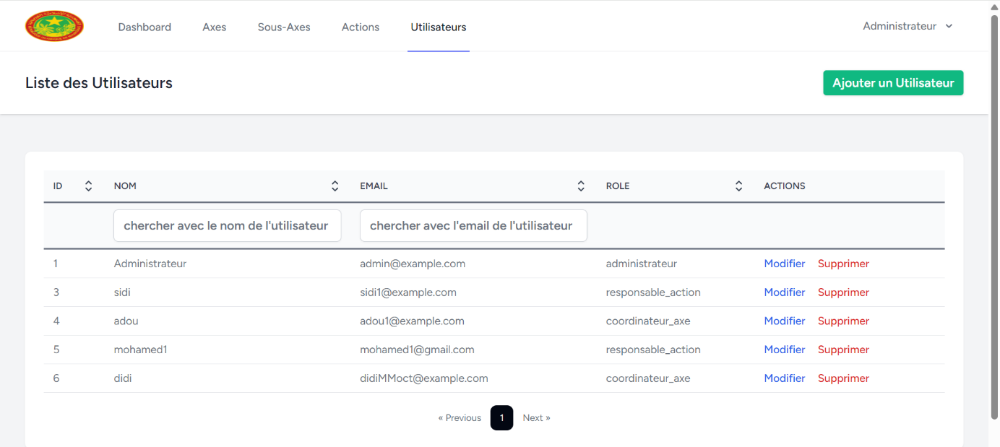 Dashboard Axes Sous-Axes Actions Utilisateurs Administrateur
Liste des Utilisateurs Ajouter un Utilisateur
ID NOM EMAIL ROLE ACTIONS
chercher avec le nom de l'utilisateur chercher avec l'email de l'utilisateur
1 Administrateur admin@example.com administrateur Modifier Supprimer
3 sidi sidi1@example.com responsable_action Modifier Supprimer
4 adou adou1@example.com coordinateur_axe Modifier Supprimer
5 mohamed1 mohamed1@gmail.com responsable_action Modifier Supprimer
6 didi didiMMoct@example.com coordinateur_axe Modifier Supprimer
« Previous 1 Next »